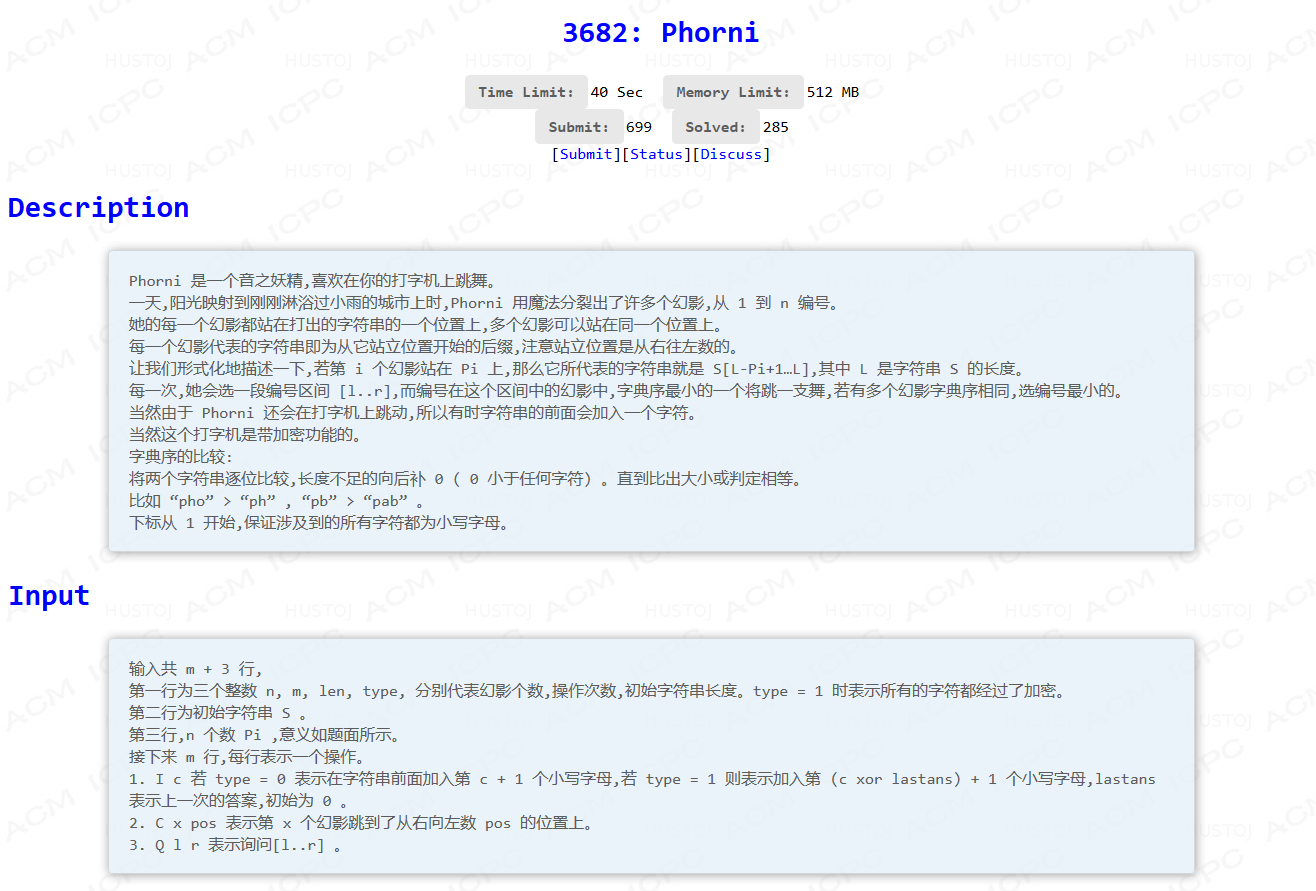 3682: Phorni
Time Limit: 40 Sec Memory Limit: 512 MB
Submit: 699 Solved: 285
[Submit][Status][Discuss]
Description
Phorni 是一个音之妖精,喜欢在你的打字机上跳舞。
一天,阳光映射到刚刚淋浴过小雨的城市上时,Phorni 用魔法分裂出了许多个幻影,从 1 到 n 编号。
她的每一个幻影都站在打出的字符串的一个位置上,多个幻影可以站在同一个位置上。
每一个幻影代表的字符串即为从它站立位置开始的后缀,注意站立位置是从右往左数的。
让我们形式化地描述一下,若第 i 个幻影站在 Pi 上,那么它所代表的字符串就是 S[L-Pi+1…L],其中 L 是字符串 S 的长度。
每一次,她会选一段编号区间 [l..r],而编号在这个区间中的幻影中,字典序最小的一个将跳一支舞,若有多个幻影字典序相同,选编号最小的。
当然由于 Phorni 还会在打字机上跳动,所以有时字符串的前面会加入一个字符。
当然这个打字机是带加密功能的。
字典序的比较:
将两个字符串逐位比较,长度不足的向后补 0 ( 0 小于任何字符) 。直到比出大小或判定相等。
比如 “pho” > “ph” , “pb” > “pab” 。
下标从 1 开始,保证涉及到的所有字符都为小写字母。
Input
输入共 m + 3 行,
第一行为三个整数 n, m, len, type, 分别代表幻影个数,操作次数,初始字符串长度。type = 1 时表示所有的字符都经过了加密。
第二行为初始字符串 S 。
第三行,n 个数 Pi ,意义如题面所示。
接下来 m 行,每行表示一个操作。
1. I c 若 type = 0 表示在字符串前面加入第 c + 1 个小写字母,若 type = 1 则表示加入第 (c xor lastans) + 1 个小写字母,lastans
表示上一次的答案,初始为 0 。
2. C x pos 表示第 x 个幻影跳到了从右向左数 pos 的位置上。
3. Q l r 表示询问[l..r] 。